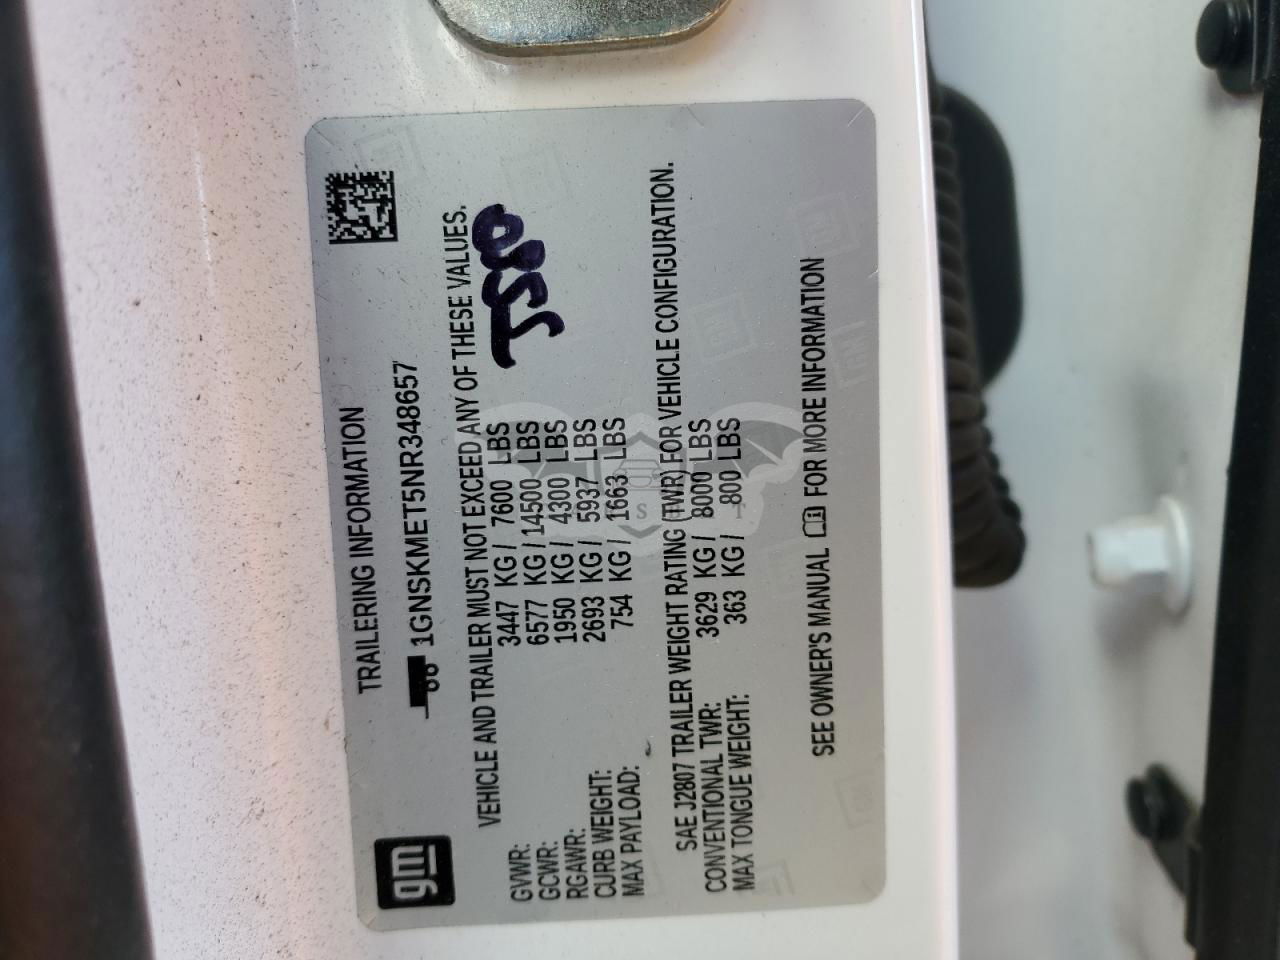 gm
TRAILERING INFORMATION
1GNSKMET5NR348657
VEHICLE AND TRAILER MUST NOT EXCEED ANY OF THESE VALUES.
GVWR: 3447 KG / 7600 LBS
GCWR: 6577 KG / 14500 LBS
RGAWR: 1950 KG / 4300 LBS
CURB WEIGHT: 2693 KG / 5937 LBS
MAX PAYLOAD: 754 KG / 1663 LBS
SAE J2807 TRAILER WEIGHT RATING (TWR) FOR VEHICLE CONFIGURATION.
CONVENTIONAL TWR: 3629 KG / 8000 LBS
MAX TONGUE WEIGHT: 363 KG / 800 LBS
SEE OWNER'S MANUAL FOR MORE INFORMATION